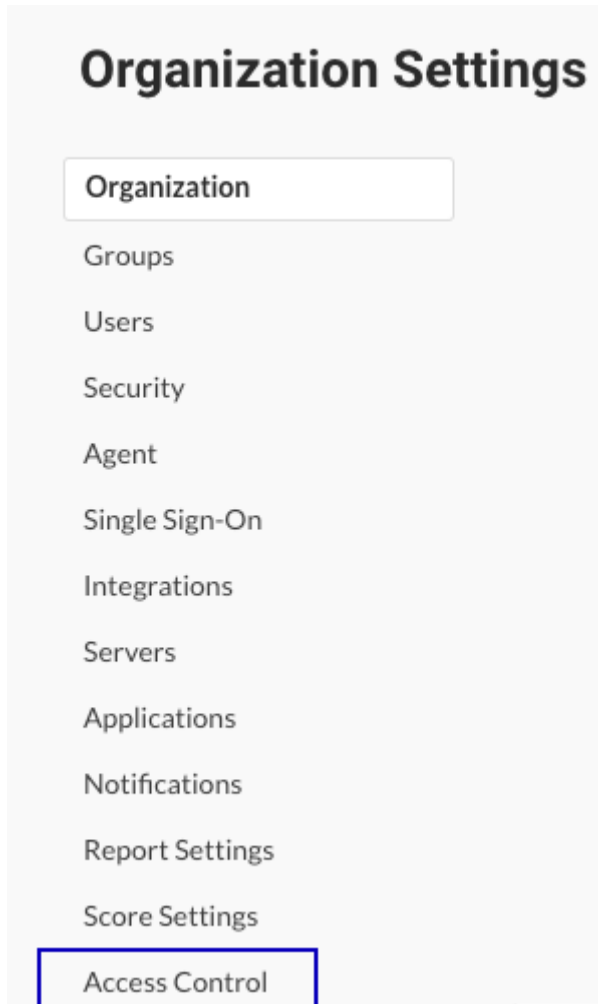 Organization Settings
Organization
Groups
Users
Security
Agent
Single Sign-On
Integrations
Servers
Applications
Notifications
Report Settings
Score Settings
Access Control